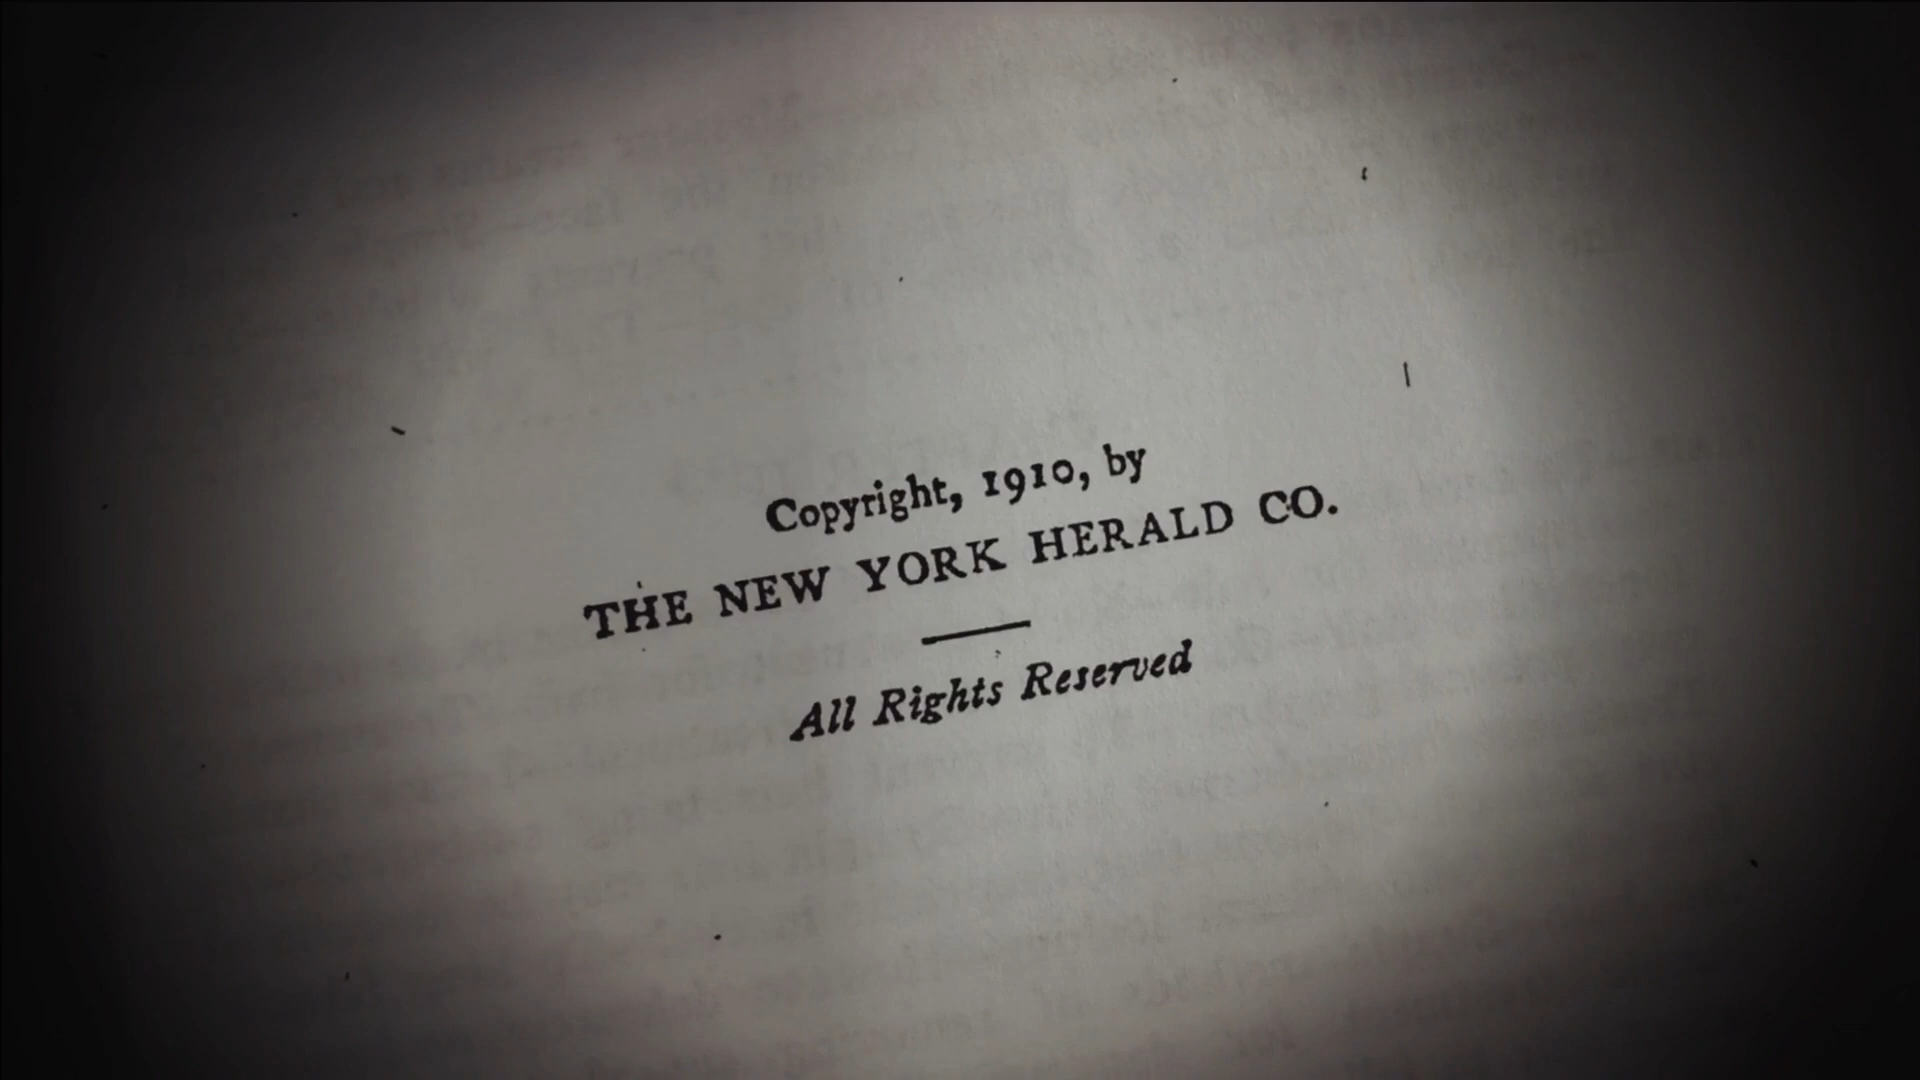 Copyright, 1910, by
THE NEW YORK HERALD CO.
All Rights Reserved